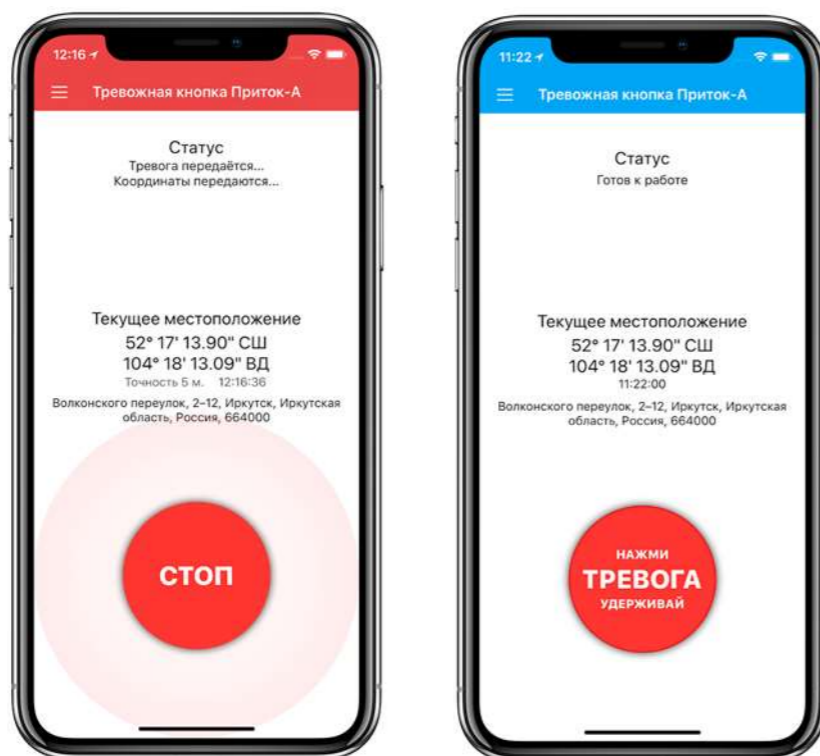 12:16
Тревожная кнопка Приток-А
Статус
Тревога передаётся...
Координаты передаются...
Текущее местоположение
52° 17' 13.90" СШ
104° 18' 13.09" ВД
Точность 5 м. 12:16:36
Волконского переулок, 2–12, Иркутск, Иркутская
область, Россия, 664000
СТОП
11:22
Тревожная кнопка Приток-А
Статус
Готов к работе
Текущее местоположение
52° 17' 13.90" СШ
104° 18' 13.09" ВД
11:22:00
Волконского переулок, 2–12, Иркутск, Иркутская
область, Россия, 664000
НАЖМИ
ТРЕВОГА
УДЕРЖИВАЙ